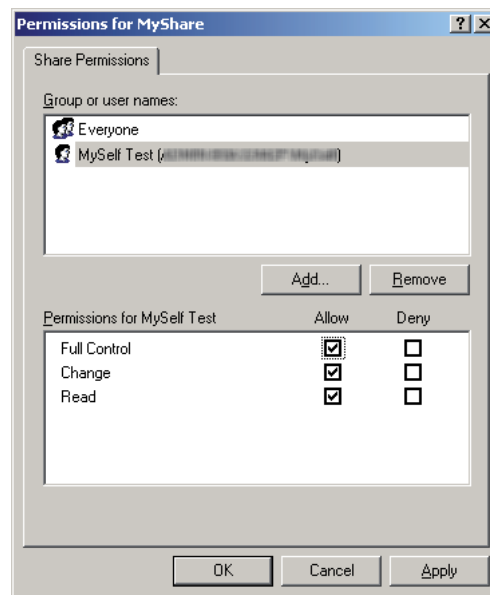 Permissions for MyShare
Share Permissions
Group or user names:
Everyone
MySelf Test (
Add... Remove
Permissions for MySelf Test Allow Deny
Full Control
Change
Read
OK Cancel Apply